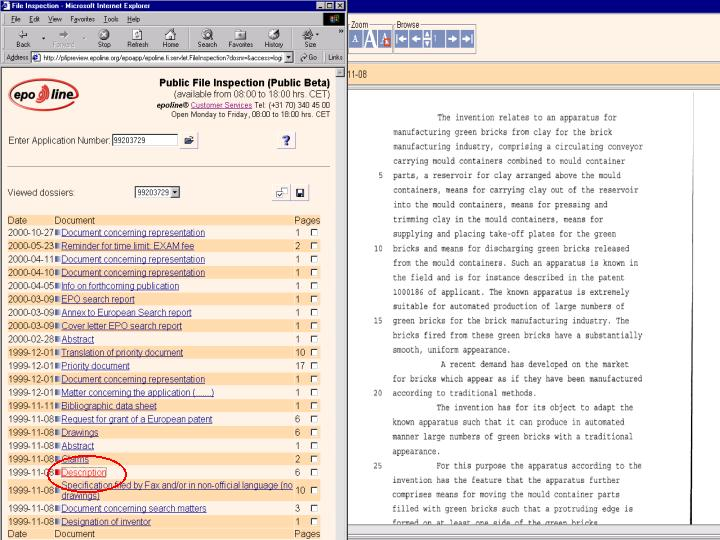 File Inspection - Microsoft Internet Explorer
File Edit View Favorites Tools Help
Back Forward Stop Refresh Home Search Favorites History Size
Address http://pfipreview.epoline.org/epoapp/epoline.fi.servlet.FileInspection?dosnr=&access=logi Go Links
epoline
Public File Inspection (Public Beta)
(available from 08:00 to 18:00 hrs. CET)
epoline® Customer Services Tel: (+31 70) 340 45 00
Open Monday to Friday, 08:00 to 18:00 hrs. CET
Enter Application Number: 99203729
Viewed dossiers: 99203729
Date Document Pages
2000-10-27 Document concerning representation 1
2000-05-23 Reminder for time limit: EXAM fee 2
2000-04-11 Document concerning representation 1
2000-04-10 Document concerning representation 1
2000-04-05 Info on forthcoming publication 1
2000-03-09 EPO search report 1
2000-03-09 Annex to European Search report 1
2000-03-09 Cover letter EPO search report 1
2000-02-28 Abstract 1
1999-12-01 Translation of priority document 10
1999-12-01 Priority document 17
1999-12-01 Document concerning representation 1
1999-12-01 Matter concerning the application (.......) 1
1999-11-11 Bibliographic data sheet 1
1999-11-08 Request for grant of a European patent 6
1999-11-08 Drawings 6
1999-11-08 Abstract 1
1999-11-08 Claims 2
1999-11-08 Description 6
1999-11-08 Specification filed by Fax and/or in non-official language (no drawings) 10
1999-11-08 Document concerning search matters 3
1999-11-08 Designation of inventor 1
Date Document Pages
Zoom Browse
A A A 1
11-08
The invention relates to an apparatus for
manufacturing green bricks from clay for the brick
manufacturing industry, comprising a circulating conveyor
carrying mould containers combined to mould container
5 parts, a reservoir for clay arranged above the mould
containers, means for carrying clay out of the reservoir
into the mould containers, means for pressing and
trimming clay in the mould containers, means for
supplying and placing take-off plates for the green
10 bricks and means for discharging green bricks released
from the mould containers. Such an apparatus is known in
the field and is for instance described in the patent
1000186 of applicant. The known apparatus is extremely
suitable for automated production of large numbers of
15 green bricks for the brick manufacturing industry. The
bricks fired from these green bricks have a substantially
smooth, uniform appearance.
A recent demand has developed on the market
for bricks which appear as if they have been manufactured
20 according to traditional methods.
The invention has for its object to adapt the
known apparatus such that it can produce in automated
manner large numbers of green bricks with a traditional
appearance.
25 For this purpose the apparatus according to the
invention has the feature that the apparatus further
comprises means for moving the mould container parts
filled with green bricks such that a protruding edge is
formed on at least one side of the green bricks